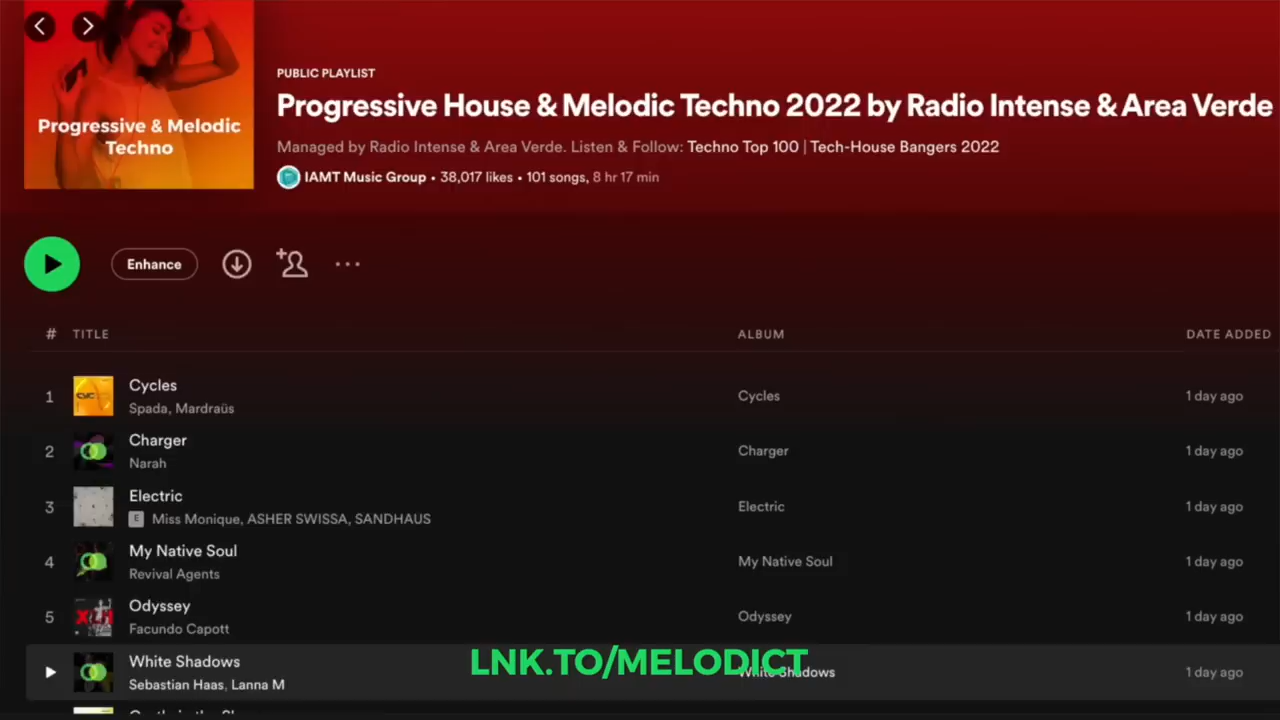 Progressive & Melodic
Techno
PUBLIC PLAYLIST
Progressive House & Melodic Techno 2022 by Radio Intense & Area Verde
Managed by Radio Intense & Area Verde. Listen & Follow: Techno Top 100 | Tech-House Bangers 2022
IAMT Music Group • 38,017 likes • 101 songs, 8 hr 17 min
Enhance
# TITLE ALBUM DATE ADDED
1 Cycles Cycles 1 day ago
Spada, Mardraüs
2 Charger Charger 1 day ago
Narah
3 Electric Electric 1 day ago
E Miss Monique, ASHER SWISSA, SANDHAUS
4 My Native Soul My Native Soul 1 day ago
Revival Agents
5 Odyssey Odyssey 1 day ago
Facundo Capott
White Shadows White Shadows 1 day ago
Sebastian Haas, Lanna M
LNK.TO/MELODICT